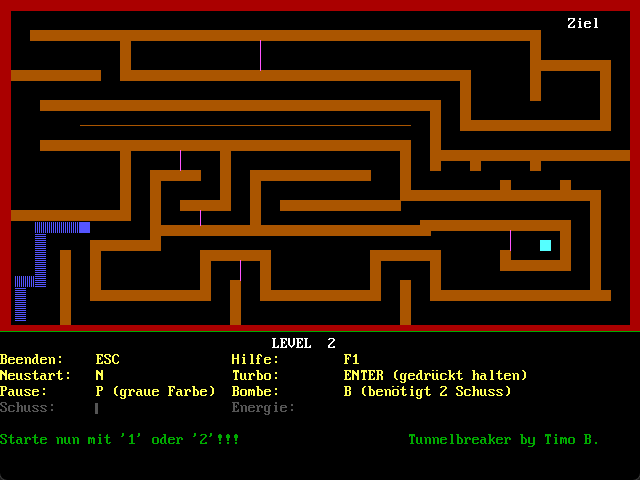 Ziel
LEVEL 2
Beenden: ESC Hilfe: F1
Neustart: N Turbo: ENTER (gedrückt halten)
Pause: P (graue Farbe) Bombe: B (benötigt 2 Schuss)
Schuss: Energie:
Starte nun mit '1' oder '2'!!! Tunnelbreaker by Timo B.